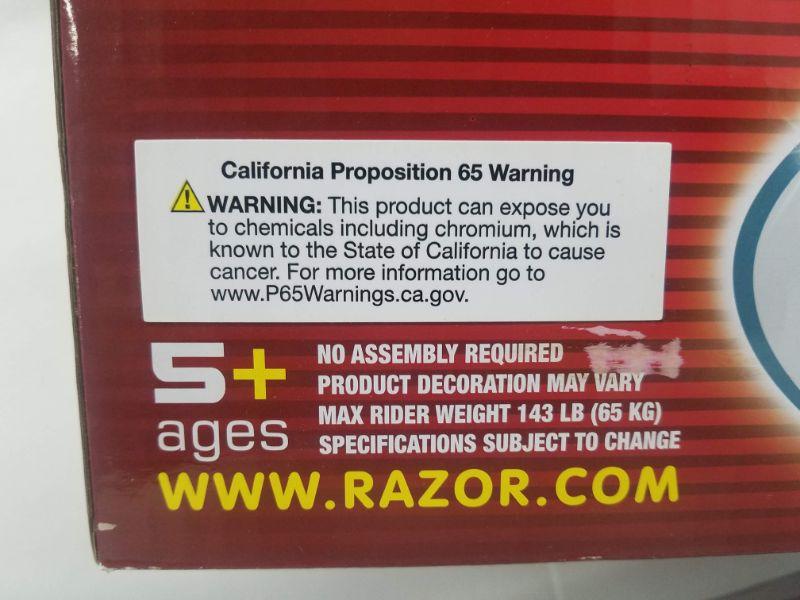 California Proposition 65 Warning
WARNING: This product can expose you
to chemicals including chromium, which is
known to the State of California to cause
cancer. For more information go to
www.P65Warnings.ca.gov.
5+
ages
NO ASSEMBLY REQUIRED
PRODUCT DECORATION MAY VARY
MAX RIDER WEIGHT 143 LB (65 KG)
SPECIFICATIONS SUBJECT TO CHANGE
WWW.RAZOR.COM